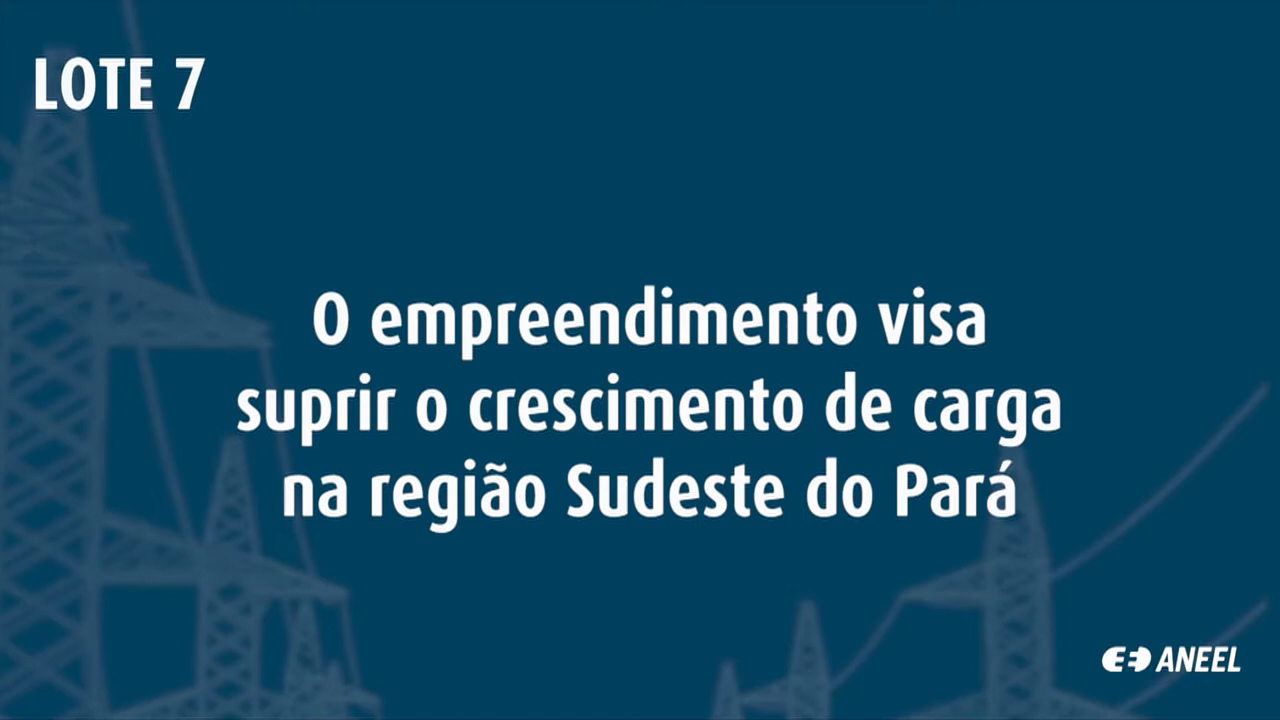 LOTE 7
O empreendimento visa
suprir o crescimento de carga
na região Sudeste do Pará
ANEEL